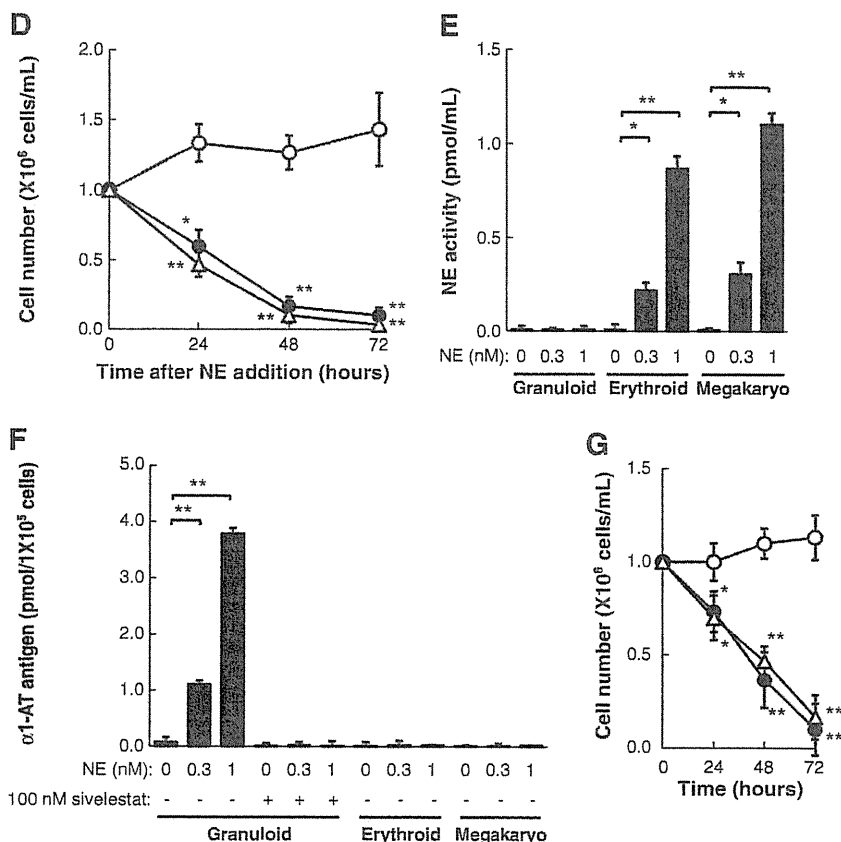 D
2.0
1.5
1.0
0.5
0.0
Cell number (X10⁶ cells/mL)
*
**
**
**
**
**
0 24 48 72
Time after NE addition (hours)
E
1.5
1.0
0.5
0.0
NE activity (pmol/mL)
**
*
**
*
NE (nM): 0 0.3 1 0 0.3 1 0 0.3 1
Granuloid Erythroid Megakaryo
F
5.0
4.0
3.0
2.0
1.0
0.0
α1-AT antigen (pmol/1X10⁵ cells)
**
**
NE (nM): 0 0.3 1 0 0.3 1 0 0.3 1 0 0.3 1
100 nM sivelestat: - - - + + + - - - - - -
Granuloid Erythroid Megakaryo
G
1.0
0.5
0.0
Cell number (X10⁶ cells/mL)
*
*
**
**
**
**
0 24 48 72
Time (hours)